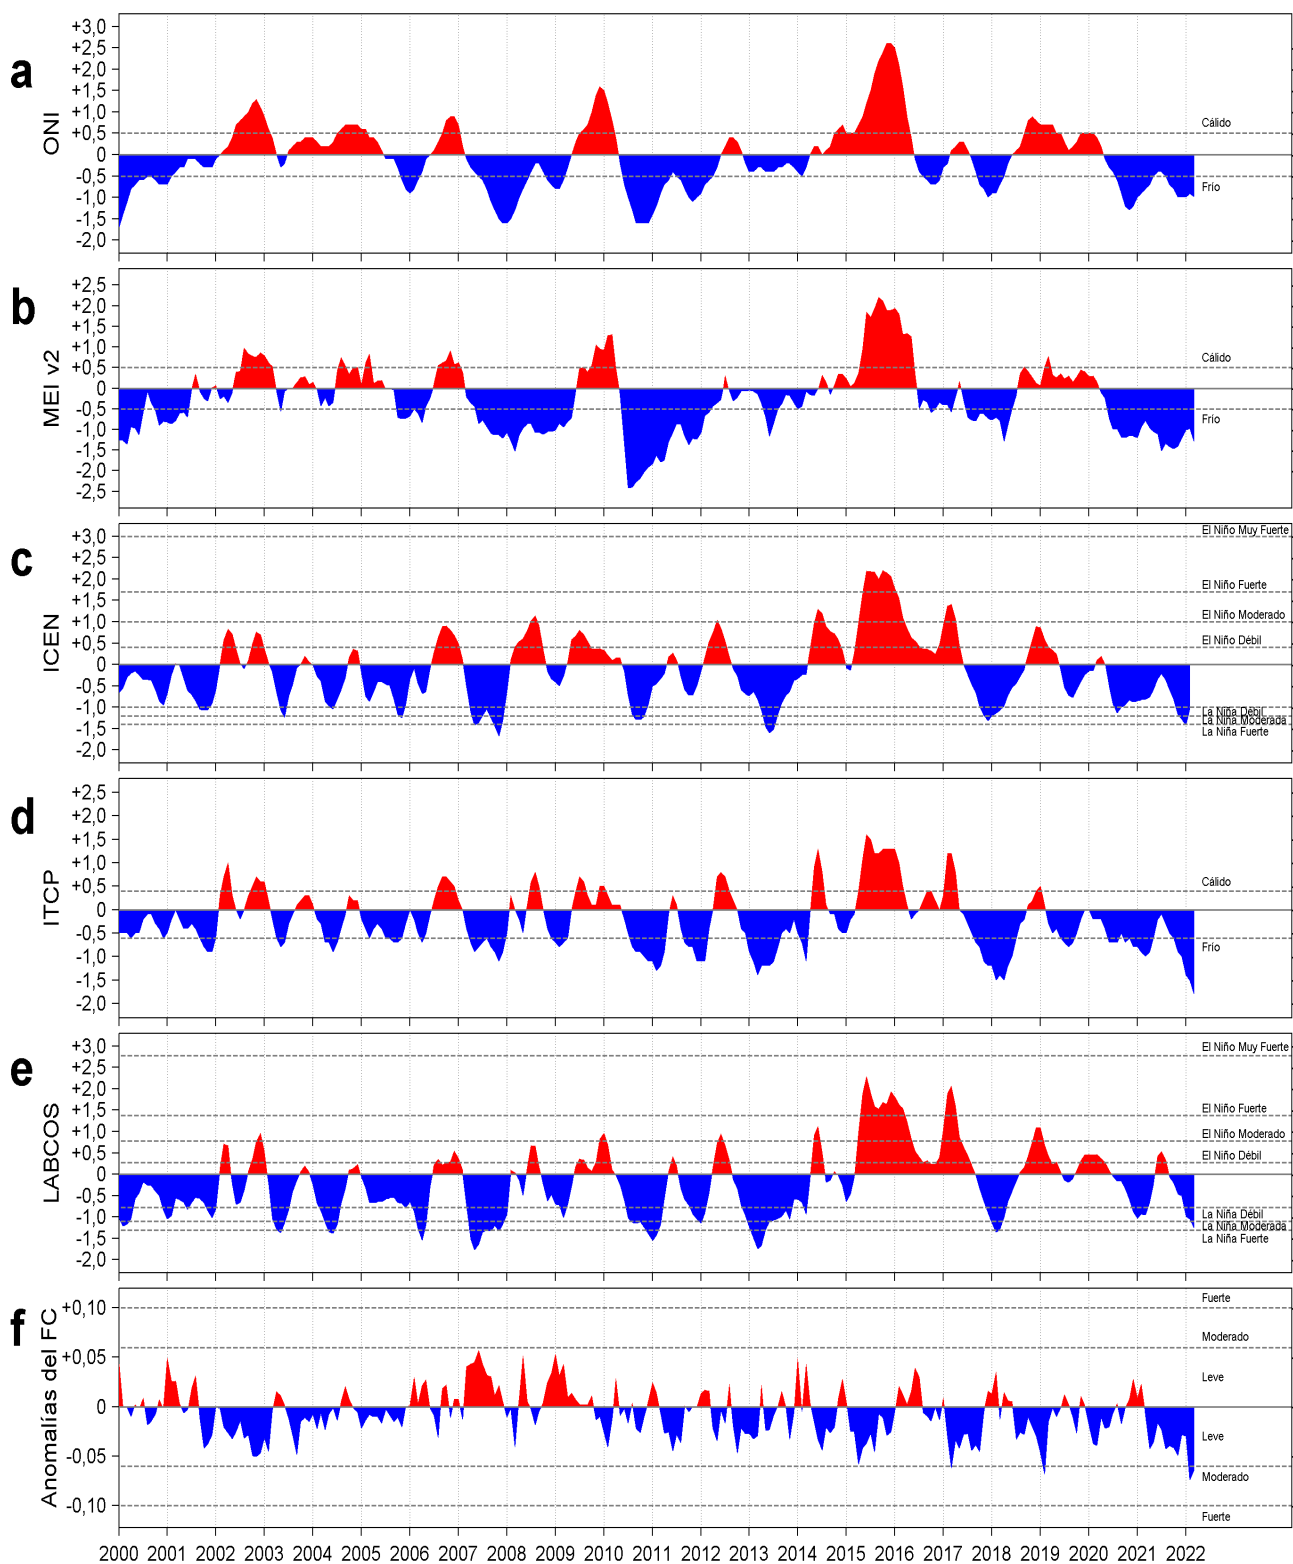 a
ONI
+3,0
+2,5
+2,0
+1,5
+1,0
+0,5
0
-0,5
-1,0
-1,5
-2,0
Cálido
Frío
b
MEI v2
+2,5
+2,0
+1,5
+1,0
+0,5
0
-0,5
-1,0
-1,5
-2,0
-2,5
Cálido
Frío
c
ICEN
+3,0
+2,5
+2,0
+1,5
+1,0
+0,5
0
-0,5
-1,0
-1,5
-2,0
El Niño Muy Fuerte
El Niño Fuerte
El Niño Moderado
El Niño Débil
La Niña Débil
La Niña Moderada
La Niña Fuerte
d
ITCP
+2,5
+2,0
+1,5
+1,0
+0,5
0
-0,5
-1,0
-1,5
-2,0
Cálido
Frío
e
LABCOS
+3,0
+2,5
+2,0
+1,5
+1,0
+0,5
0
-0,5
-1,0
-1,5
-2,0
El Niño Muy Fuerte
El Niño Fuerte
El Niño Moderado
El Niño Débil
La Niña Débil
La Niña Moderada
La Niña Fuerte
f
Anomalías del FC
+0,10
+0,05
0
-0,05
-0,10
Fuerte
Moderado
Leve
Leve
Moderado
Fuerte
2000 2001 2002 2003 2004 2005 2006 2007 2008 2009 2010 2011 2012 2013 2014 2015 2016 2017 2018 2019 2020 2021 2022